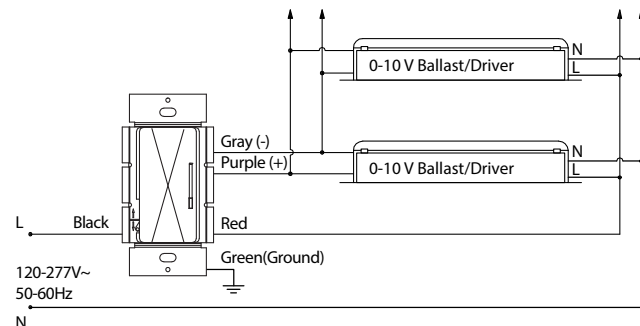 N
0-10 V Ballast/Driver
L
Gray (-)
N
Purple (+)
0-10 V Ballast/Driver
L
L
Black
Red
Green(Ground)
120-277V~
50-60Hz
N